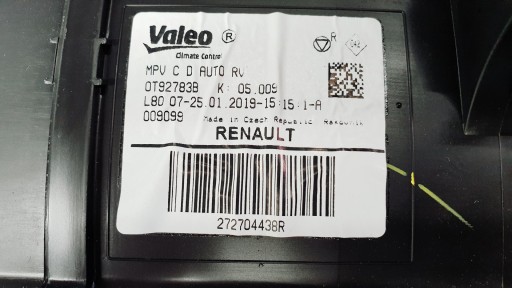 Valeo ®
Climate Control
MPV C D AUTO RV
OT92783B K: 05.009
L80 07-25.01.2019-15:15:1-A
009099 Made in Czech Republic, Rakovnik
RENAULT
272704438R